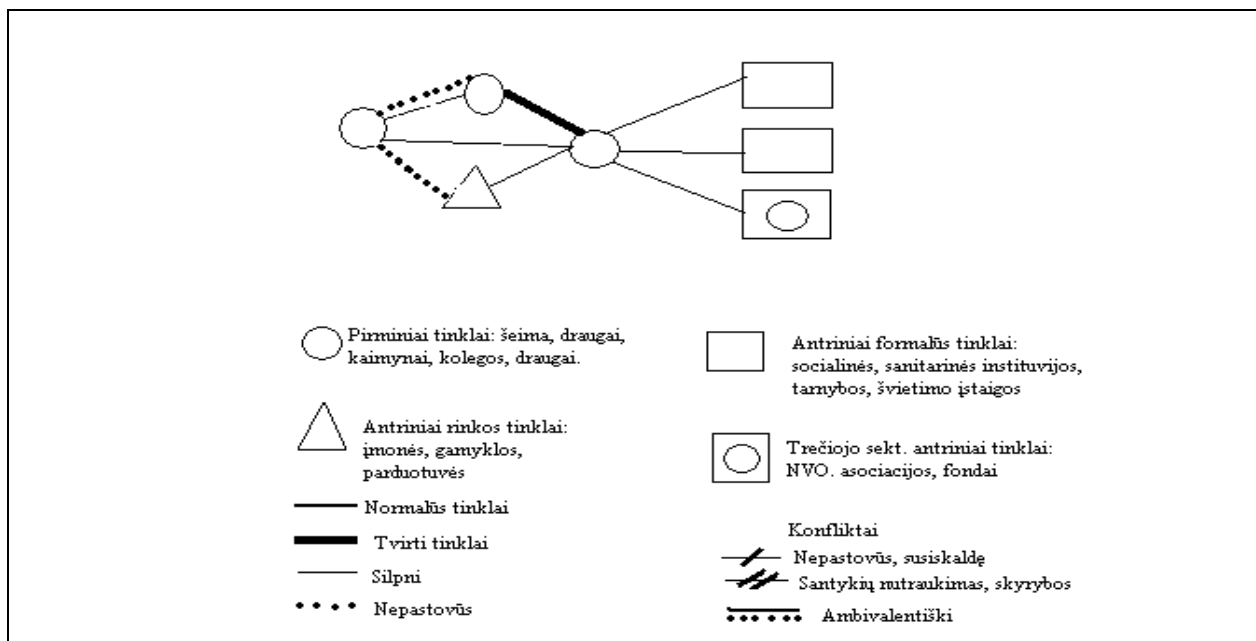 Pirminiai tinklai: šeima, draugai,
kaimynai, kolegos, draugai.
Antriniai formalūs tinklai:
socialinės, sanitarinės instituvijos,
tarnybos, švietimo įstaigos
Antriniai rinkos tinklai:
įmonės, gamyklos,
parduotuvės
Trečiojo sekt. antriniai tinklai:
NVO. asociacijos, fondai
Normalūs tinklai
Tvirti tinklai
Silpni
Nepastovūs
Konfliktai
Nepastovūs, susiskaldę
Santykių nutraukimas, skyrybos
Ambivalentiški